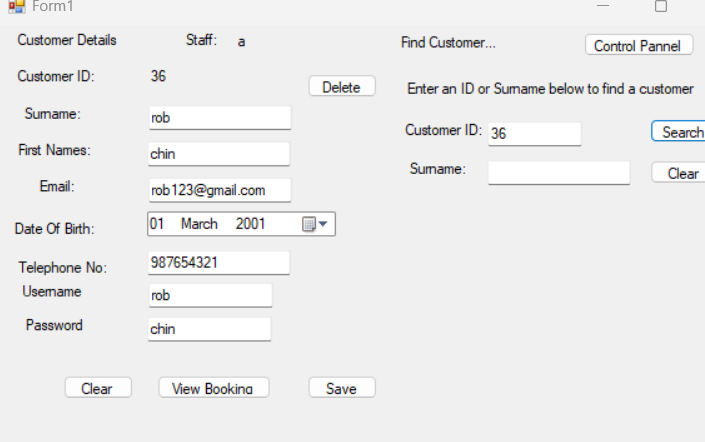 Form1
Customer Details Staff: a
Customer ID: 36
Delete
Surname: rob
First Names: chin
Email: rob123@gmail.com
Date Of Birth: 01 March 2001
Telephone No: 987654321
Username rob
Password chin
Clear View Booking Save
Find Customer... Control Pannel
Enter an ID or Surname below to find a customer
Customer ID: 36 Search
Surname: Clear